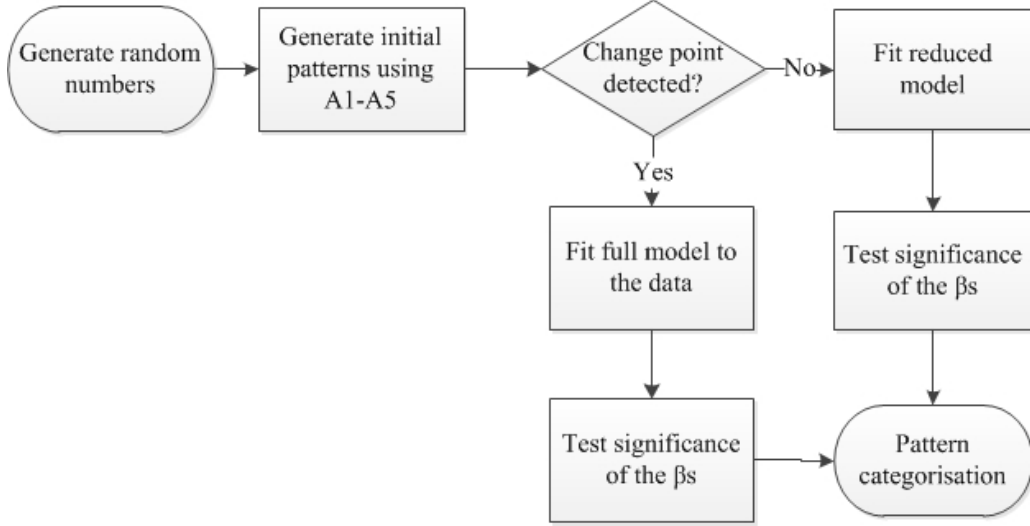 Generate random
numbers
Generate initial
patterns using
A1-A5
Change point
detected?
No
Fit reduced
model
Yes
Fit full model to
the data
Test significance
of the βs
Test significance
of the βs
Pattern
categorisation